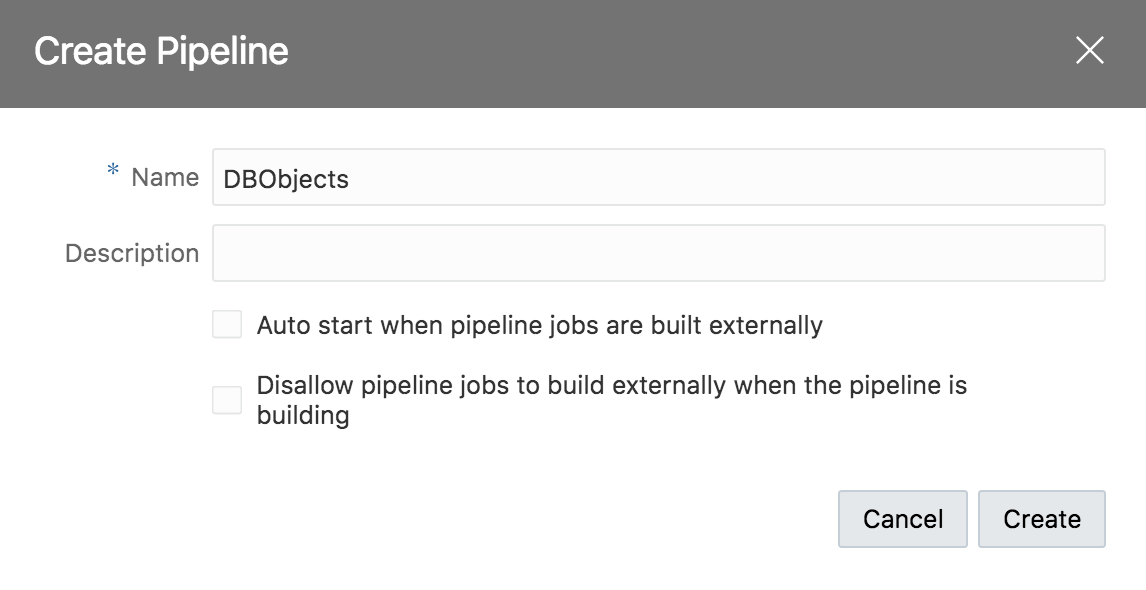 Create Pipeline
* Name DBObjects
Description
Auto start when pipeline jobs are built externally
Disallow pipeline jobs to build externally when the pipeline is
building
Cancel Create